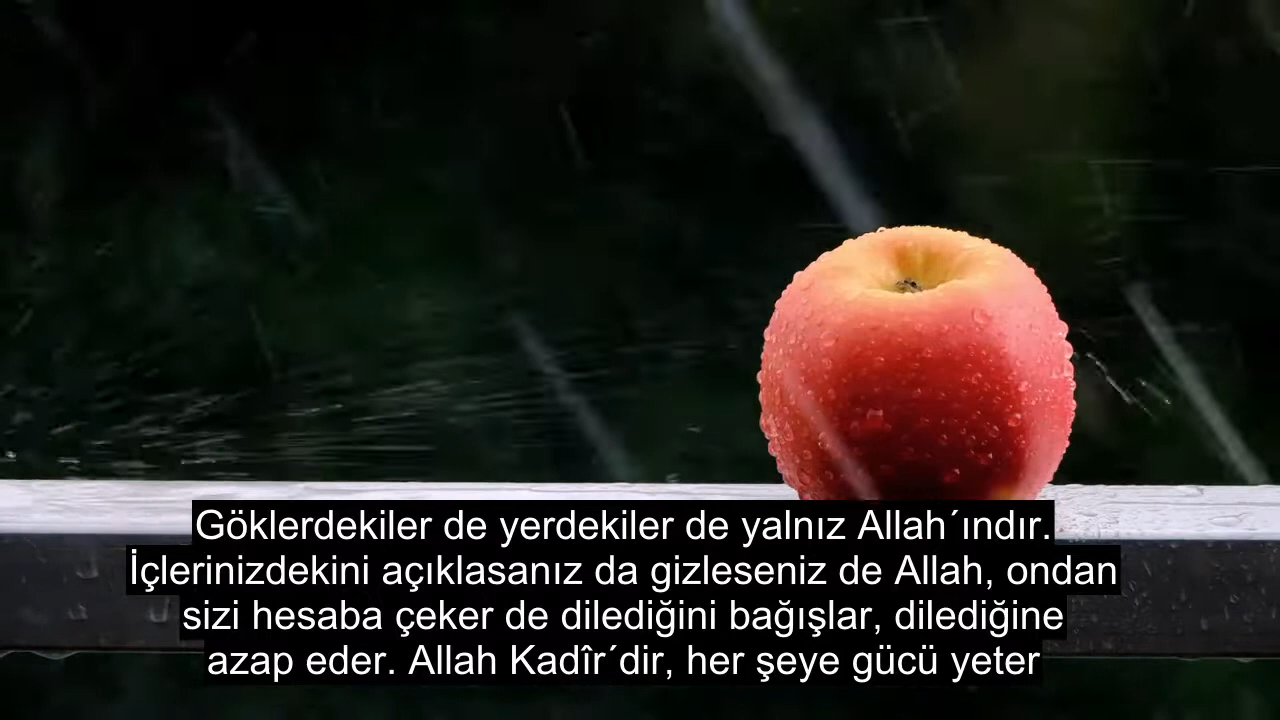 Göklerdekiler de yerdekiler de yalnız Allah´ındır.
İçlerinizdekini açıklasanız da gizleseniz de Allah, ondan
sizi hesaba çeker de dilediğini bağışlar, dilediğine
azap eder. Allah Kadîr´dir, her şeye gücü yeter